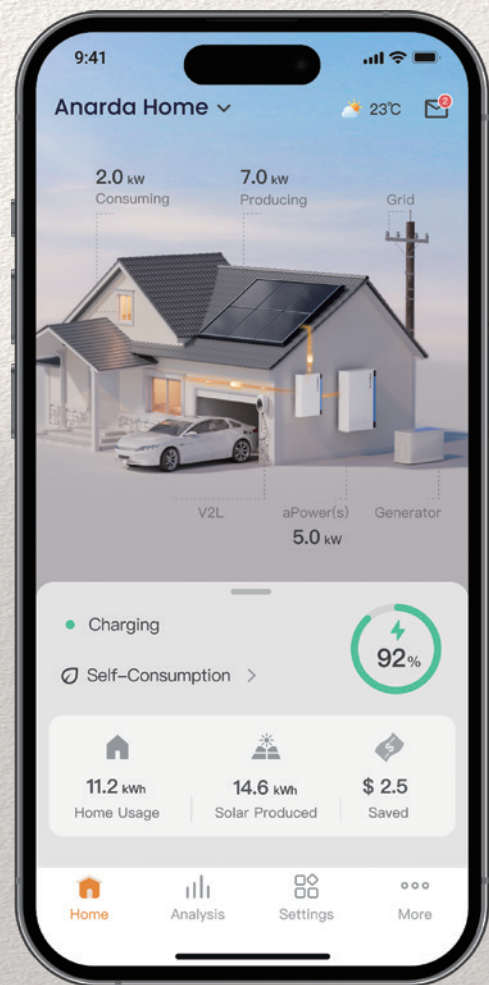 9:41
Anarda Home
23°C
2
2.0 kW
Consuming
7.0 kW
Producing
Grid
V2L
aPower(s)
5.0 kW
Generator
Charging
92%
Self-Consumption >
11.2 kWh
Home Usage
14.6 kWh
Solar Produced
$ 2.5
Saved
Home
Analysis
Settings
More